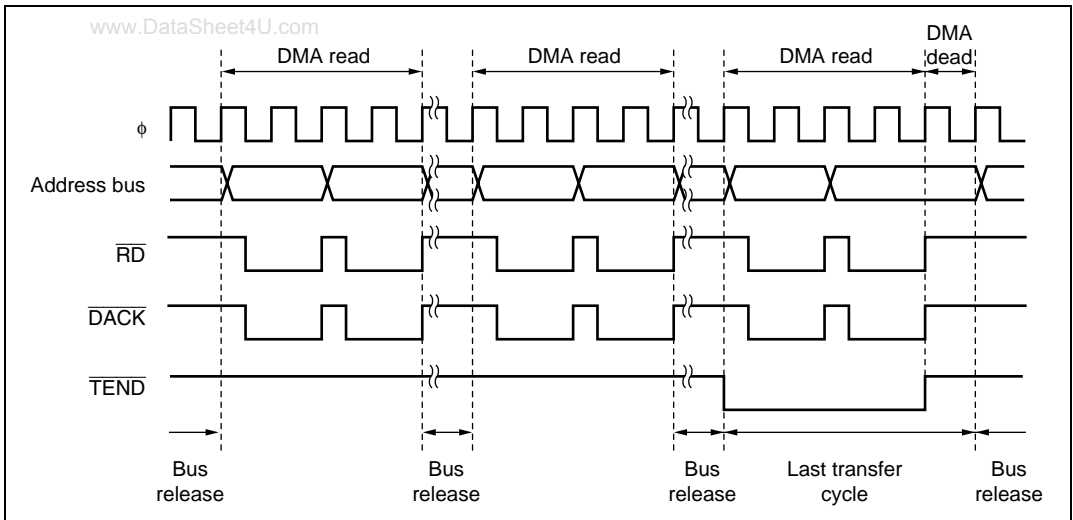 www.DataSheet4U.com
DMA read
DMA read
DMA read
DMA
dead
φ
Address bus
RD
DACK
TEND
Bus
release
Bus
release
Bus
release
Last transfer
cycle
Bus
release